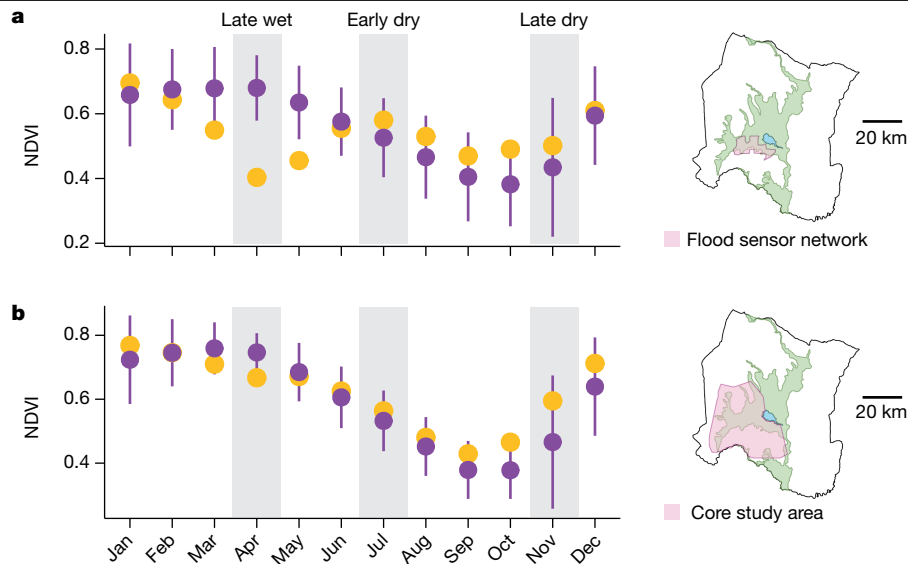 a
Late wet
Early dry
Late dry
0.8
0.6
0.4
0.2
NDVI
20 km
Flood sensor network
b
0.8
0.6
0.4
NDVI
20 km
Core study area
Jan
Feb
Mar
Apr
May
Jun
Jul
Aug
Sep
Oct
Nov
Dec